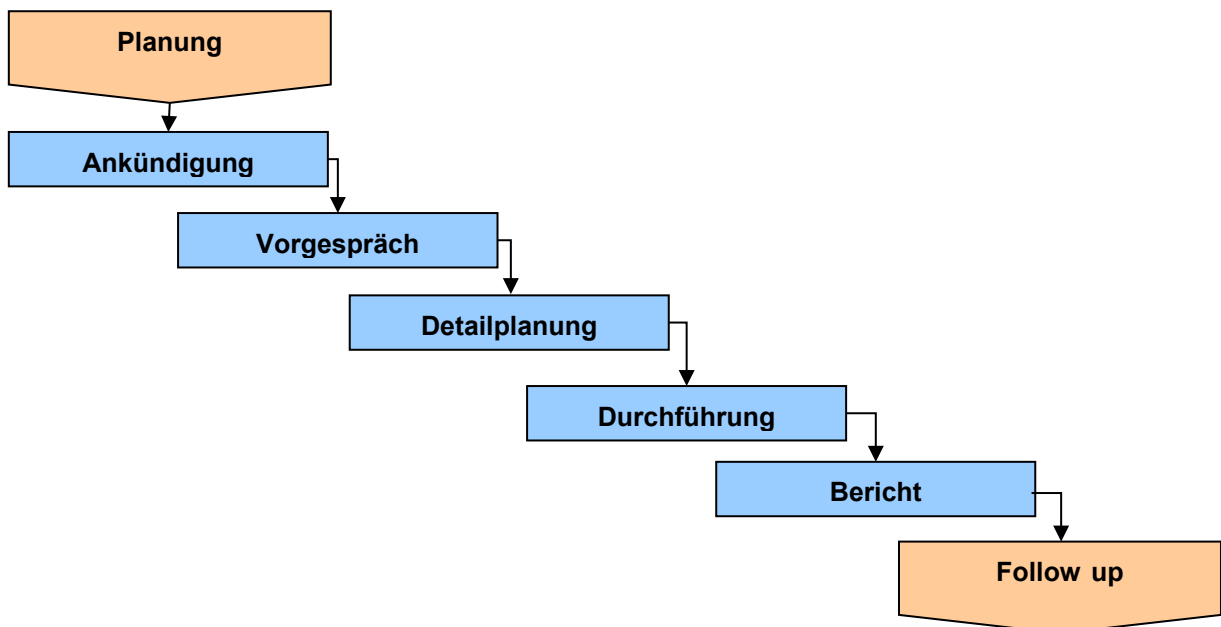 Planung
Ankündigung
Vorgespräch
Detailplanung
Durchführung
Bericht
Follow up